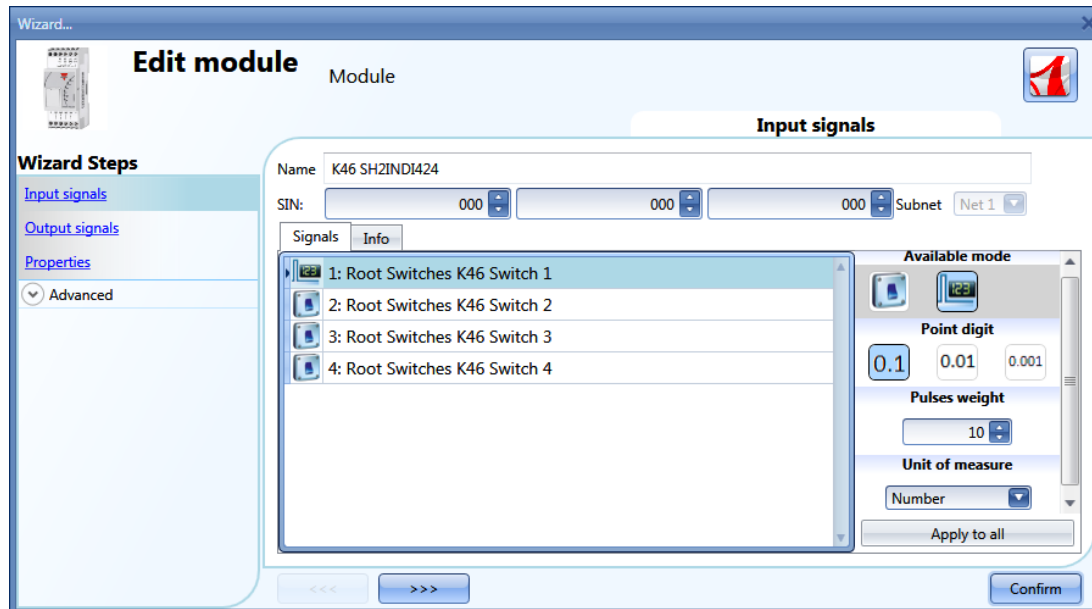 Wizard...
Edit module
Module
Input signals
Wizard Steps
Input signals
Output signals
Properties
Advanced
Name K46 SH2INDI424
SIN: 000 000 000 Subnet Net 1
Signals Info
1: Root Switches K46 Switch 1
2: Root Switches K46 Switch 2
3: Root Switches K46 Switch 3
4: Root Switches K46 Switch 4
Available mode
123
Point digit
0.1 0.01 0.001
Pulses weight
10
Unit of measure
Number
Apply to all
<<< >>> Confirm